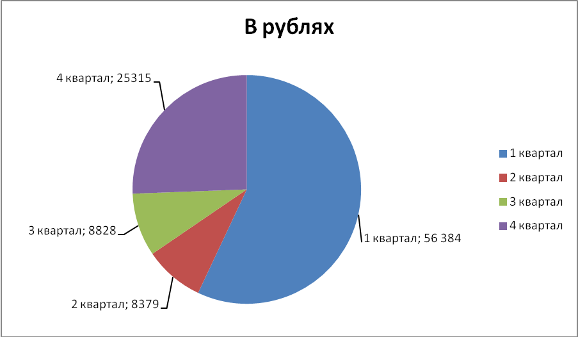 В рублях
4 квартал; 25315
1 квартал
2 квартал
3 квартал
4 квартал
3 квартал; 8828
1 квартал; 56 384
2 квартал; 8379